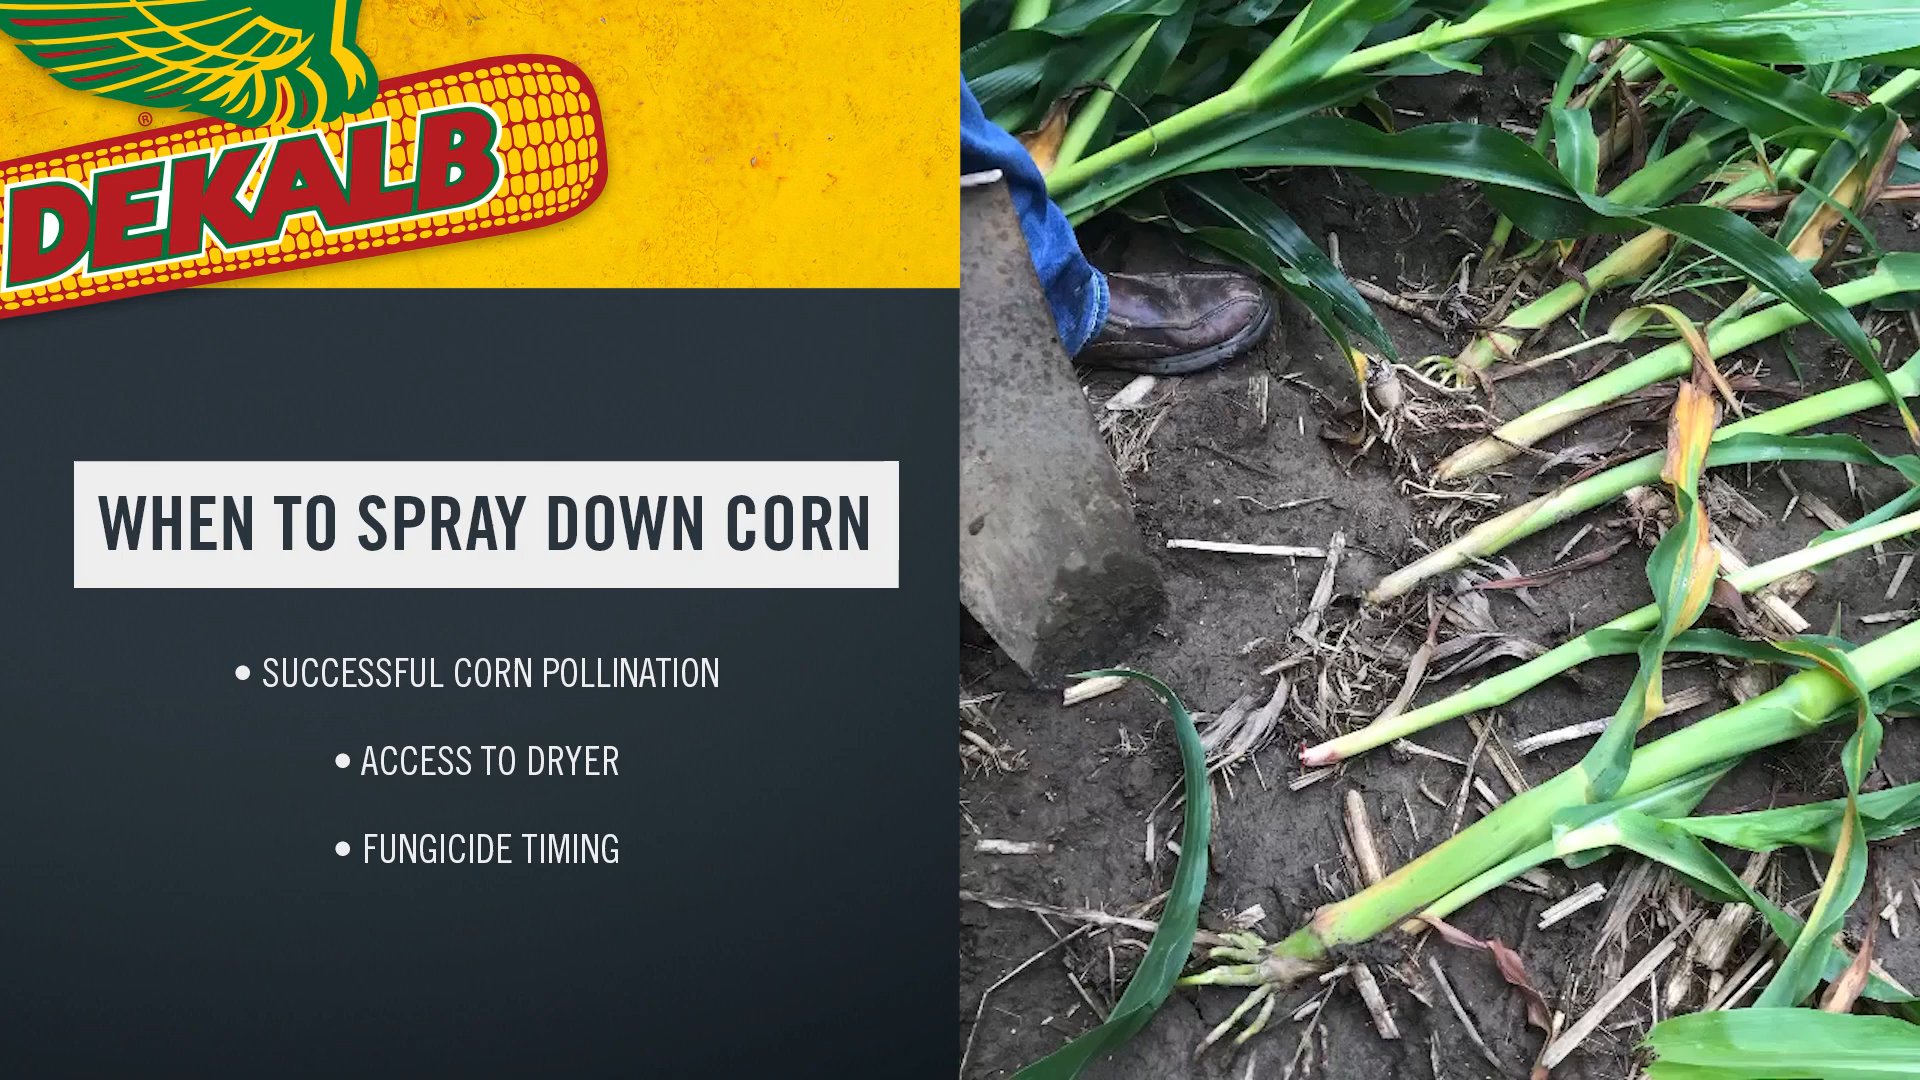 ®
DEKALB
WHEN TO SPRAY DOWN CORN
• SUCCESSFUL CORN POLLINATION
• ACCESS TO DRYER
• FUNGICIDE TIMING